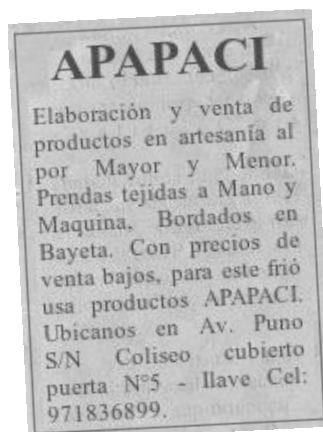 APAPACI
Elaboración y venta de
productos en artesanía al
por Mayor y Menor.
Prendas tejidas a Mano y
Maquina, Bordados en
Bayeta. Con precios de
venta bajos, para este frió
usa productos APAPACI.
Ubicanos en Av. Puno
S/N Coliseo cubierto
puerta N°5 - Ilave Cel:
971836899.